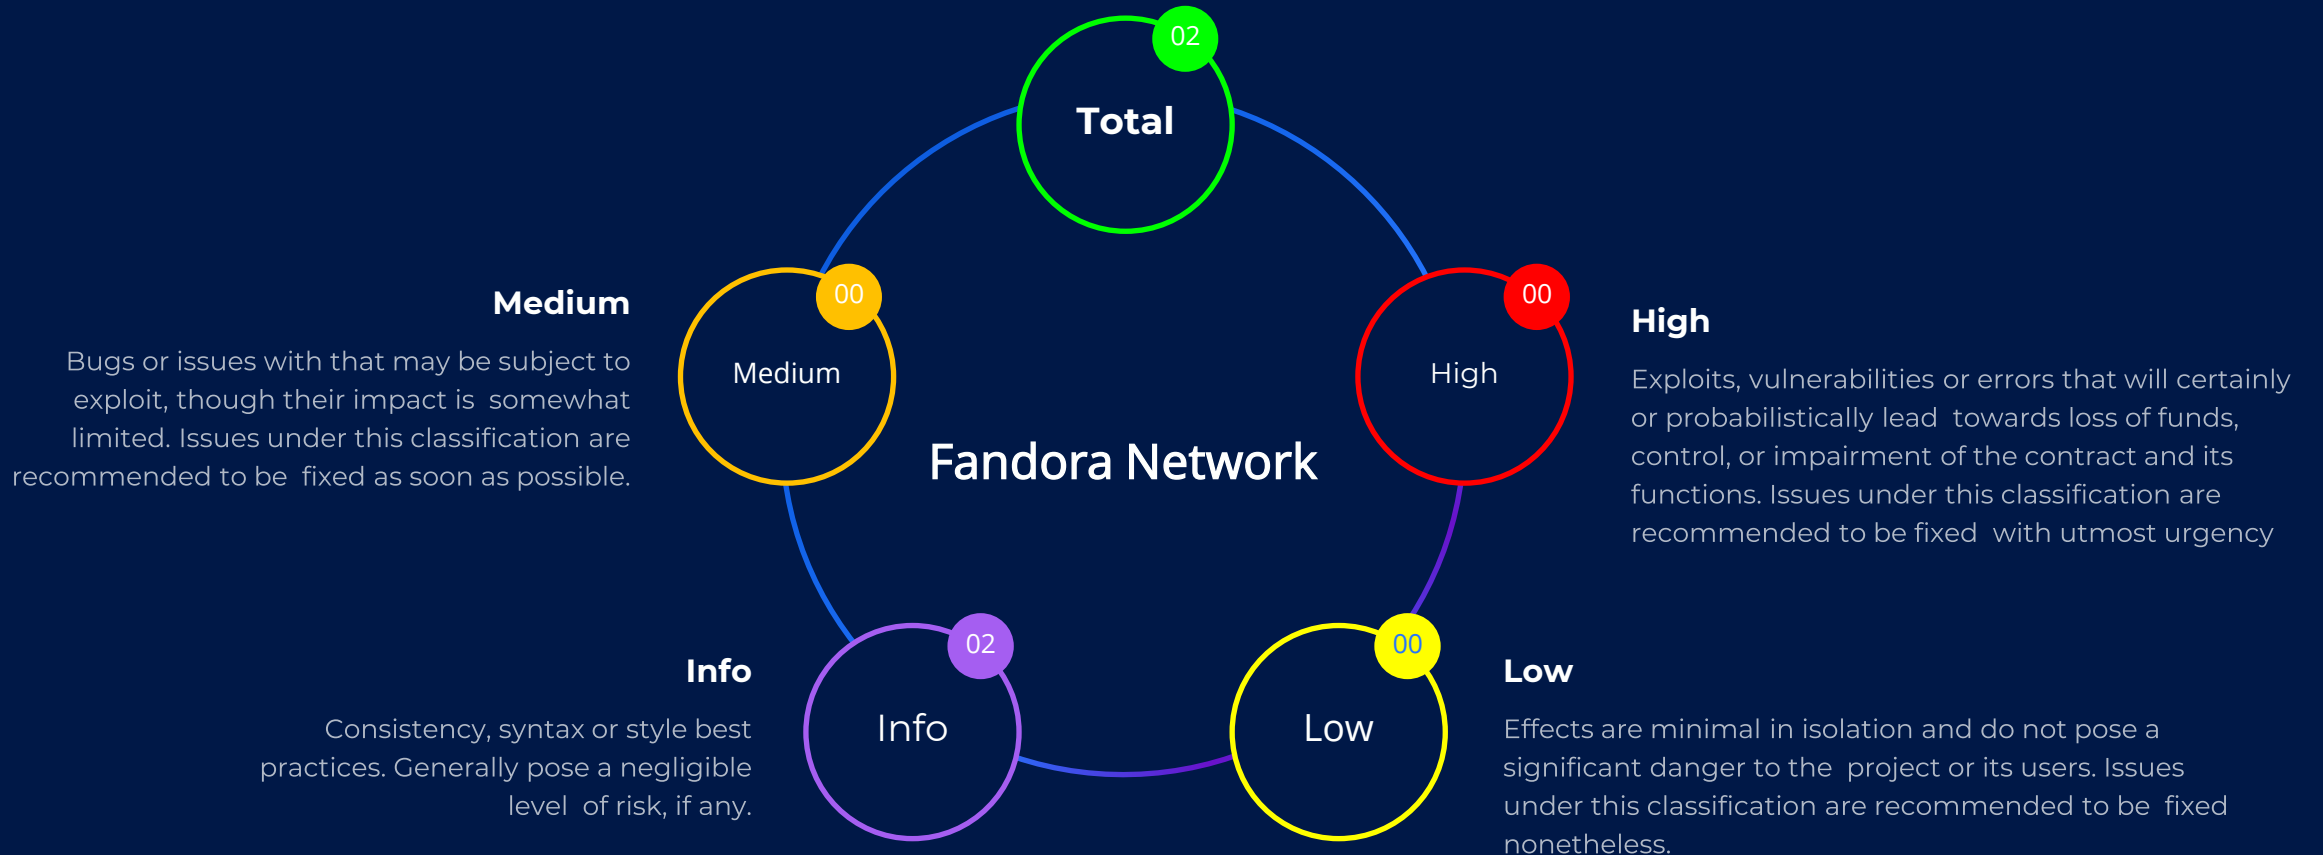 02
Total
00
Medium
00
High
Medium
Bugs or issues with that may be subject to
exploit, though their impact is  somewhat
limited. Issues under this classification are
recommended to be  fixed as soon as possible.
High
Exploits, vulnerabilities or errors that will certainly
or probabilistically lead  towards loss of funds,
control, or impairment of the contract and its
functions. Issues under this classification are
recommended to be fixed  with utmost urgency
Fandora Network
02
Info
00
Low
Info
Consistency, syntax or style best
practices. Generally pose a negligible
level  of risk, if any.
Low
Effects are minimal in isolation and do not pose a
significant danger to the  project or its users. Issues
under this classification are recommended to be  fixed
nonetheless.